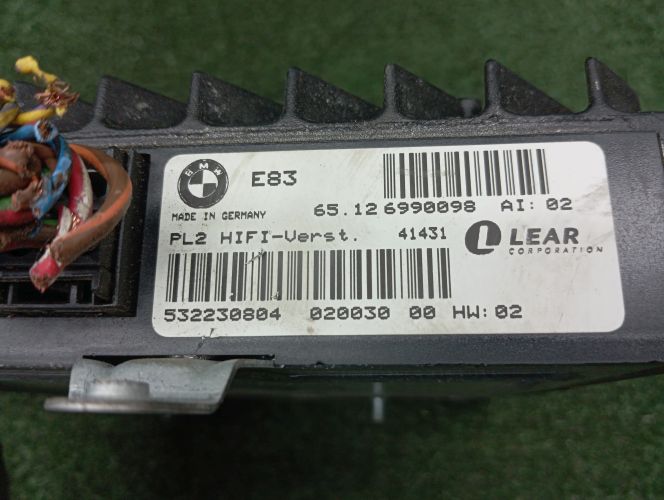 BMW E83
MADE IN GERMANY 65.12 6990098 AI: 02
PL2 HIFI-Verst. 41431 LEAR
CORPORATION
532230804 020030 00 HW:02